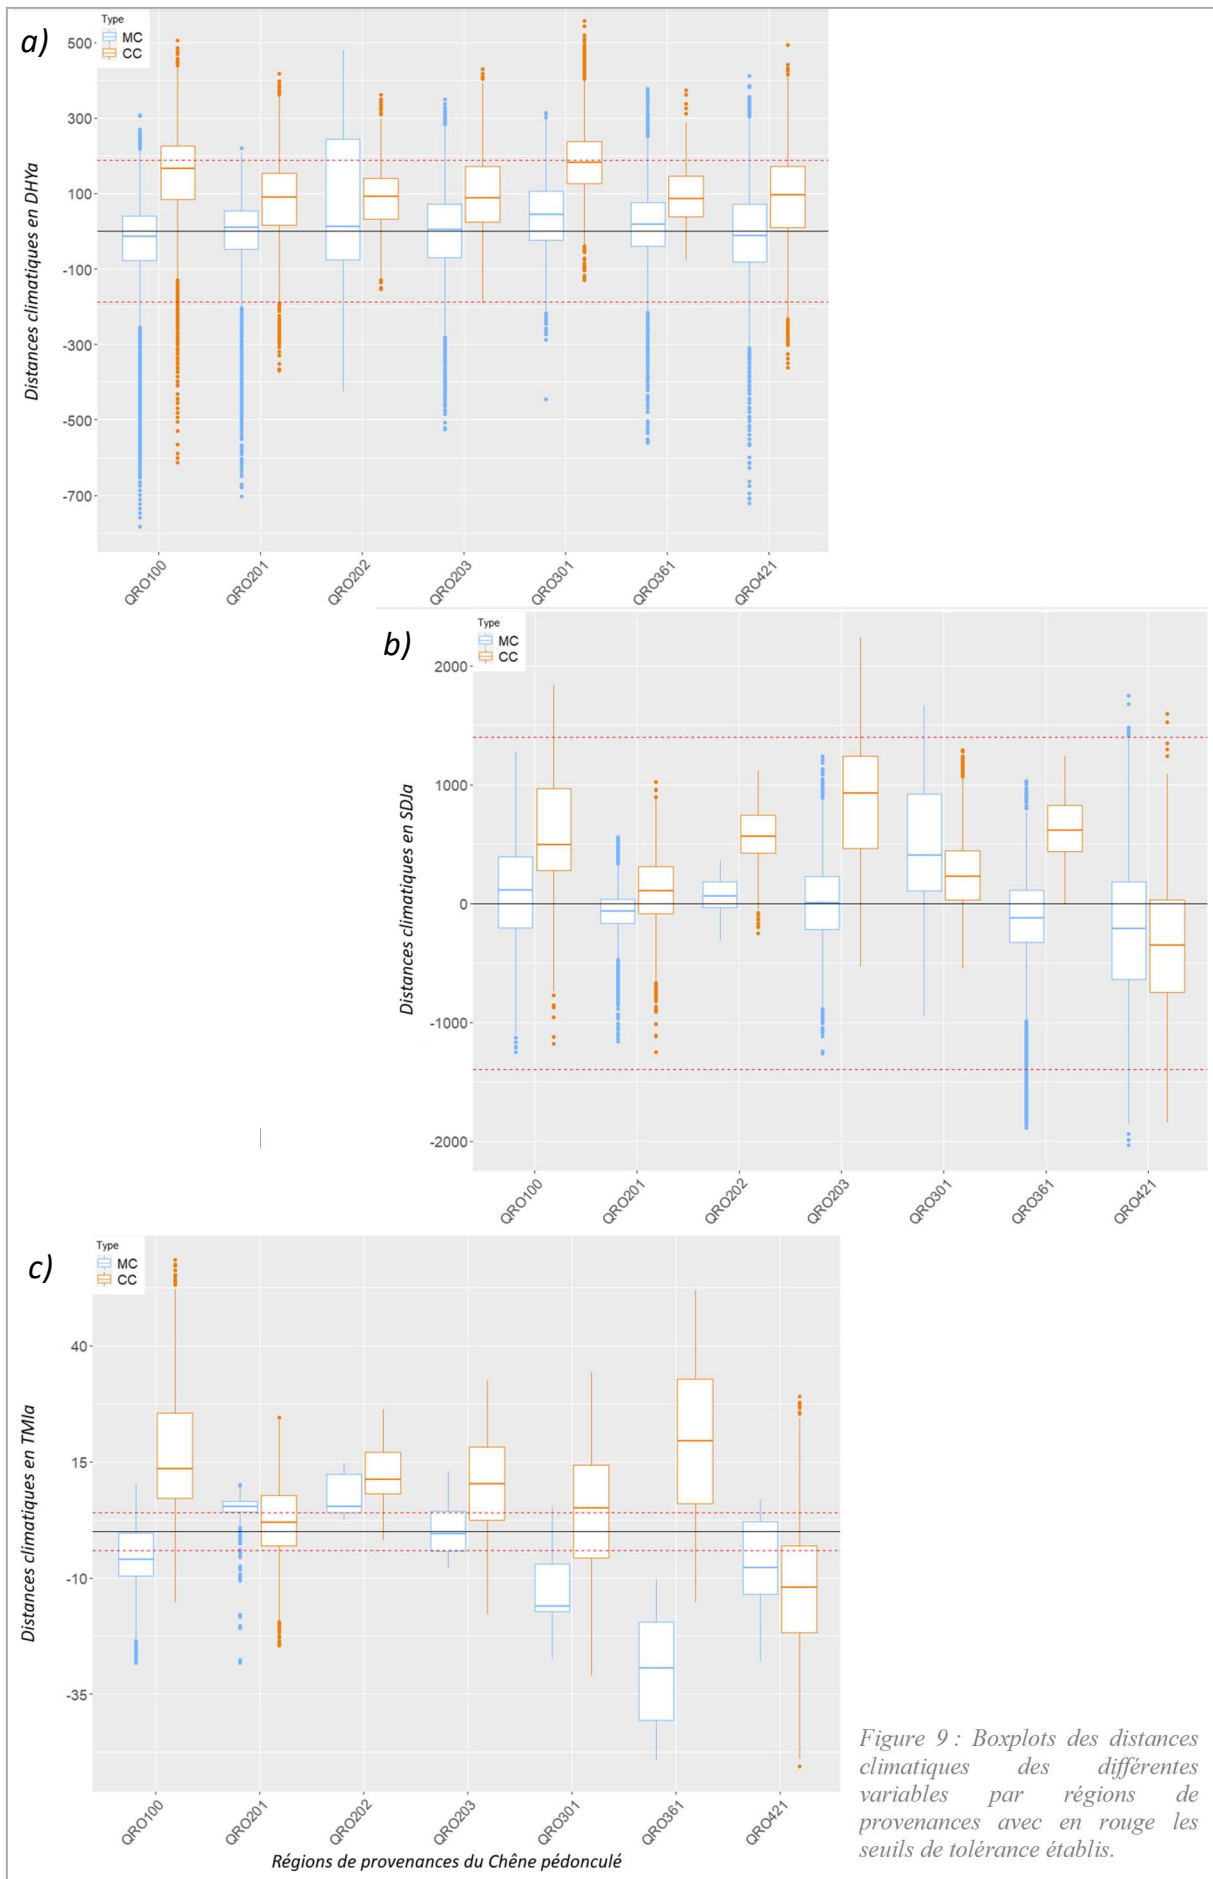 a)
Type
MC
CC
500
300
100
-100
-300
-500
-700
Distances climatiques en DHYa
QRO100
QRO201
QRO202
QRO203
QRO301
QRO361
QRO421
b)
Type
MC
CC
2000
1000
0
-1000
-2000
Distances climatiques en SDJa
QRO100
QRO201
QRO202
QRO203
QRO301
QRO361
QRO421
c)
Type
MC
CC
40
15
-10
-35
Distances climatiques en TMIa
QRO100
QRO201
QRO202
QRO203
QRO301
QRO361
QRO421
Régions de provenances du Chêne pédonculé
Figure 9 : Boxplots des distances
climatiques des différentes
variables par régions de
provenances avec en rouge les
seuils de tolérance établis.